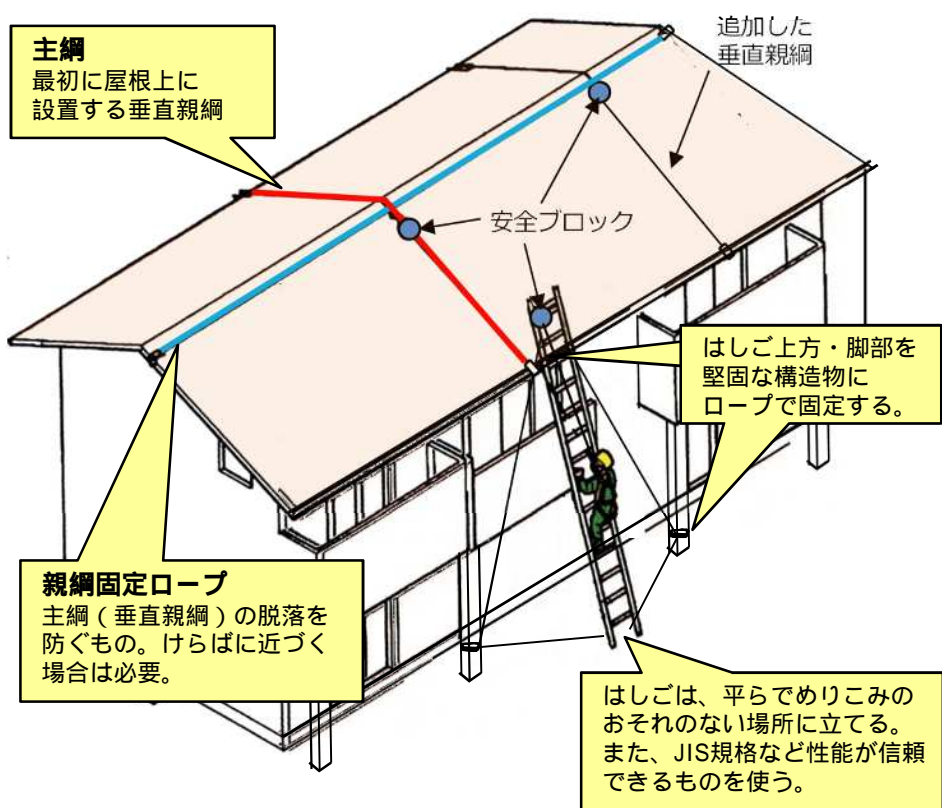 主綱
最初に屋根上に
設置する垂直親綱
追加した
垂直親綱
安全ブロック
はしご上方・脚部を
堅固な構造物に
ロープで固定する。
親綱固定ロープ
主綱(垂直親綱)の脱落を
防ぐもの。けらばに近づく
場合は必要。
はしごは、平らでめりこみの
おそれのない場所に立てる。
また、JIS規格など性能が信頼
できるものを使う。